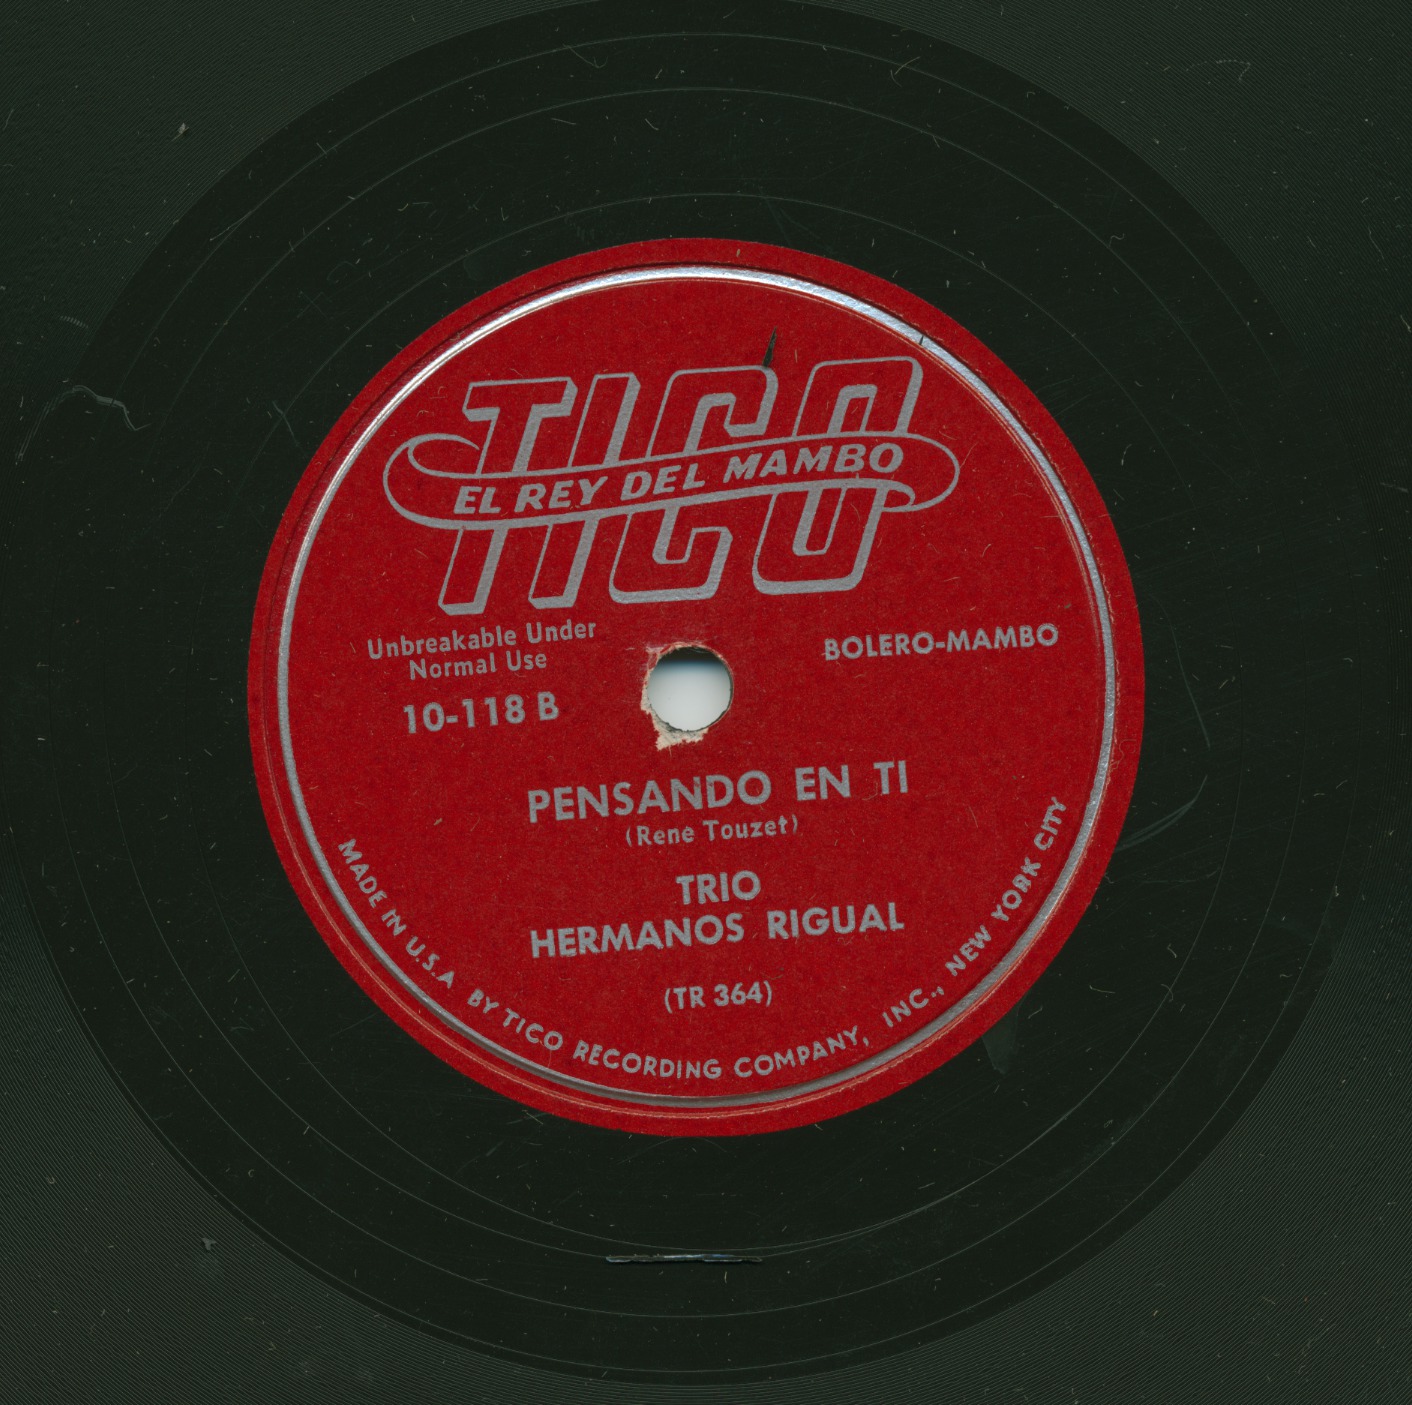 TICO
EL REY DEL MAMBO
Unbreakable Under
Normal Use
10-118 B
BOLERO-MAMBO
PENSANDO EN TI
(Rene Touzet)
TRIO
HERMANOS RIGUAL
(TR 364)
MADE IN U.S.A BY TICO RECORDING COMPANY, INC., NEW YORK CITY